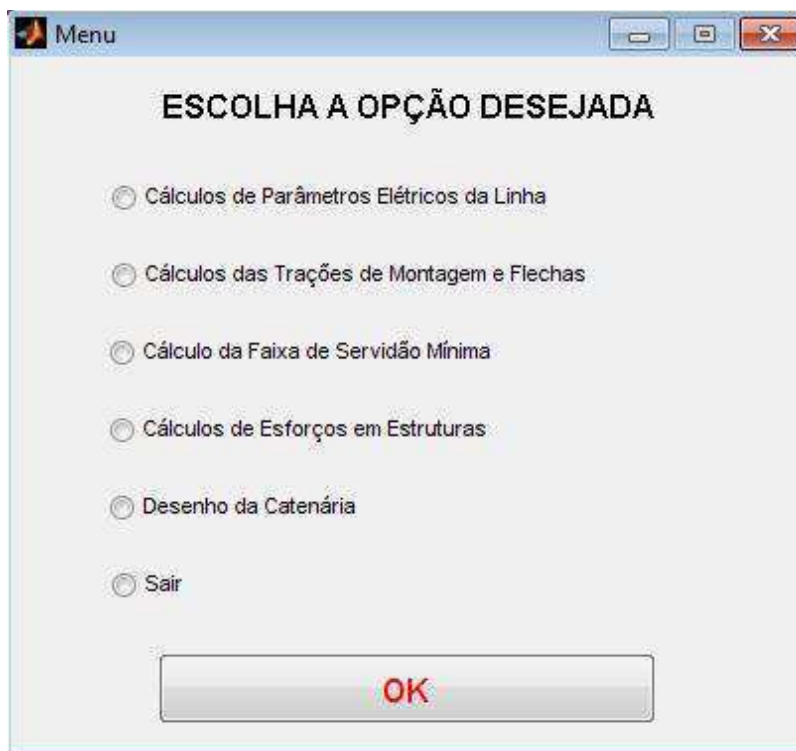 Menu
ESCOLHA A OPÇÃO DESEJADA
Cálculos de Parâmetros Elétricos da Linha
Cálculos das Trações de Montagem e Flechas
Cálculo da Faixa de Servidão Mínima
Cálculos de Esforços em Estruturas
Desenho da Catenária
Sair
OK